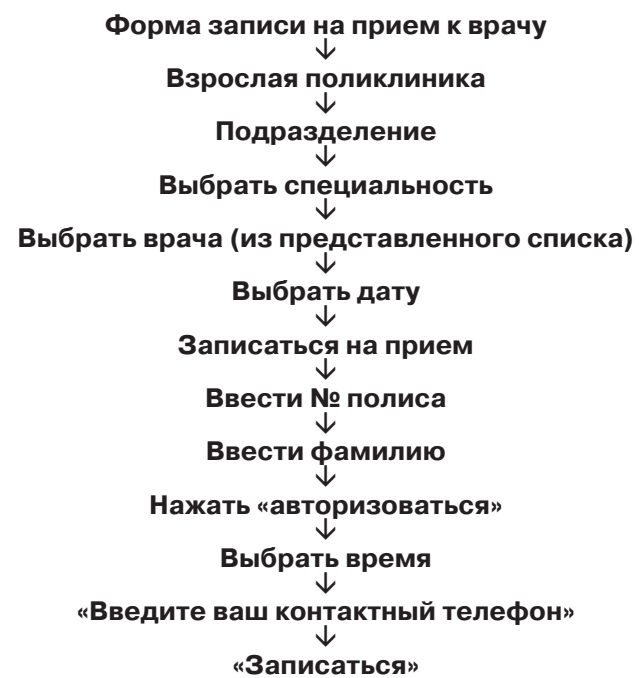 Форма записи на прием к врачу
↓
Взрослая поликлиника
↓
Подразделение
↓
Выбрать специальность
↓
Выбрать врача (из представленного списка)
↓
Выбрать дату
↓
Записаться на прием
↓
Ввести № полиса
↓
Ввести фамилию
↓
Нажать «авторизоваться»
↓
Выбрать время
↓
«Введите ваш контактный телефон»
↓
«Записаться»